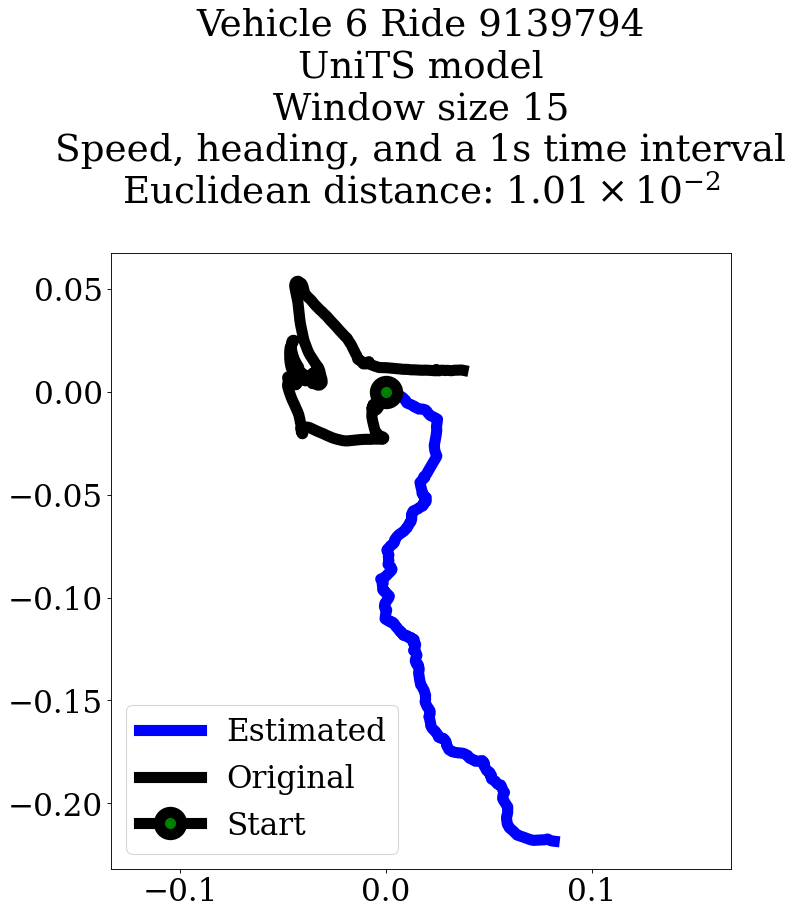 Vehicle 6 Ride 9139794
UniTS model
Window size 15
Speed, heading, and a 1s time interval
Euclidean distance: 1.01 × 10⁻²
0.05
0.00
−0.05
−0.10
−0.15
−0.20
Estimated
Original
Start
−0.1
0.0
0.1